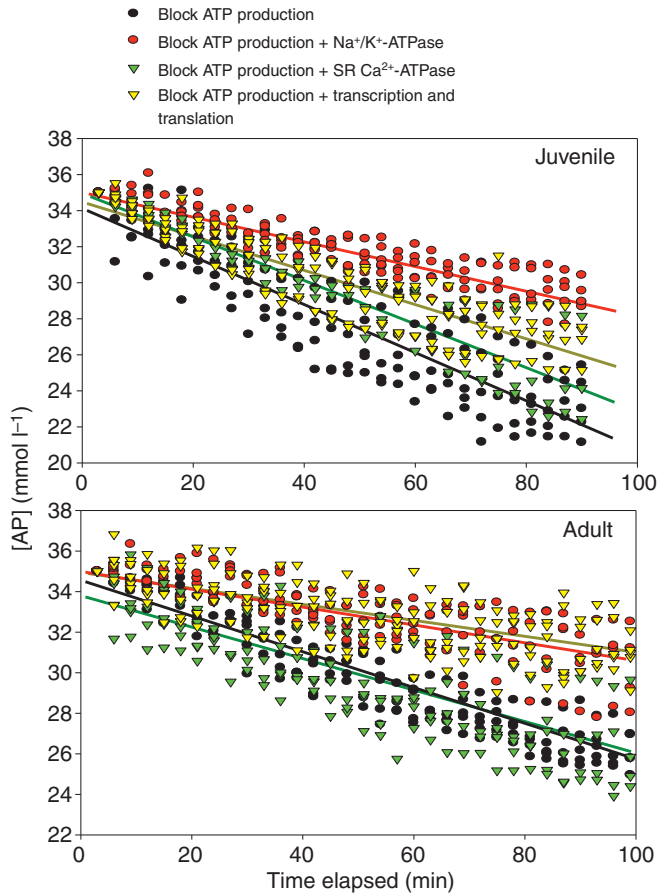 Block ATP production
Block ATP production + Na⁺/K⁺-ATPase
Block ATP production + SR Ca²⁺-ATPase
Block ATP production + transcription and
translation
38
36
34
32
30
28
26
24
22
20
Juvenile
0 20 40 60 80 100
[AP] (mmol l⁻¹)
38
36
34
32
30
28
26
24
22
Adult
0 20 40 60 80 100
Time elapsed (min)